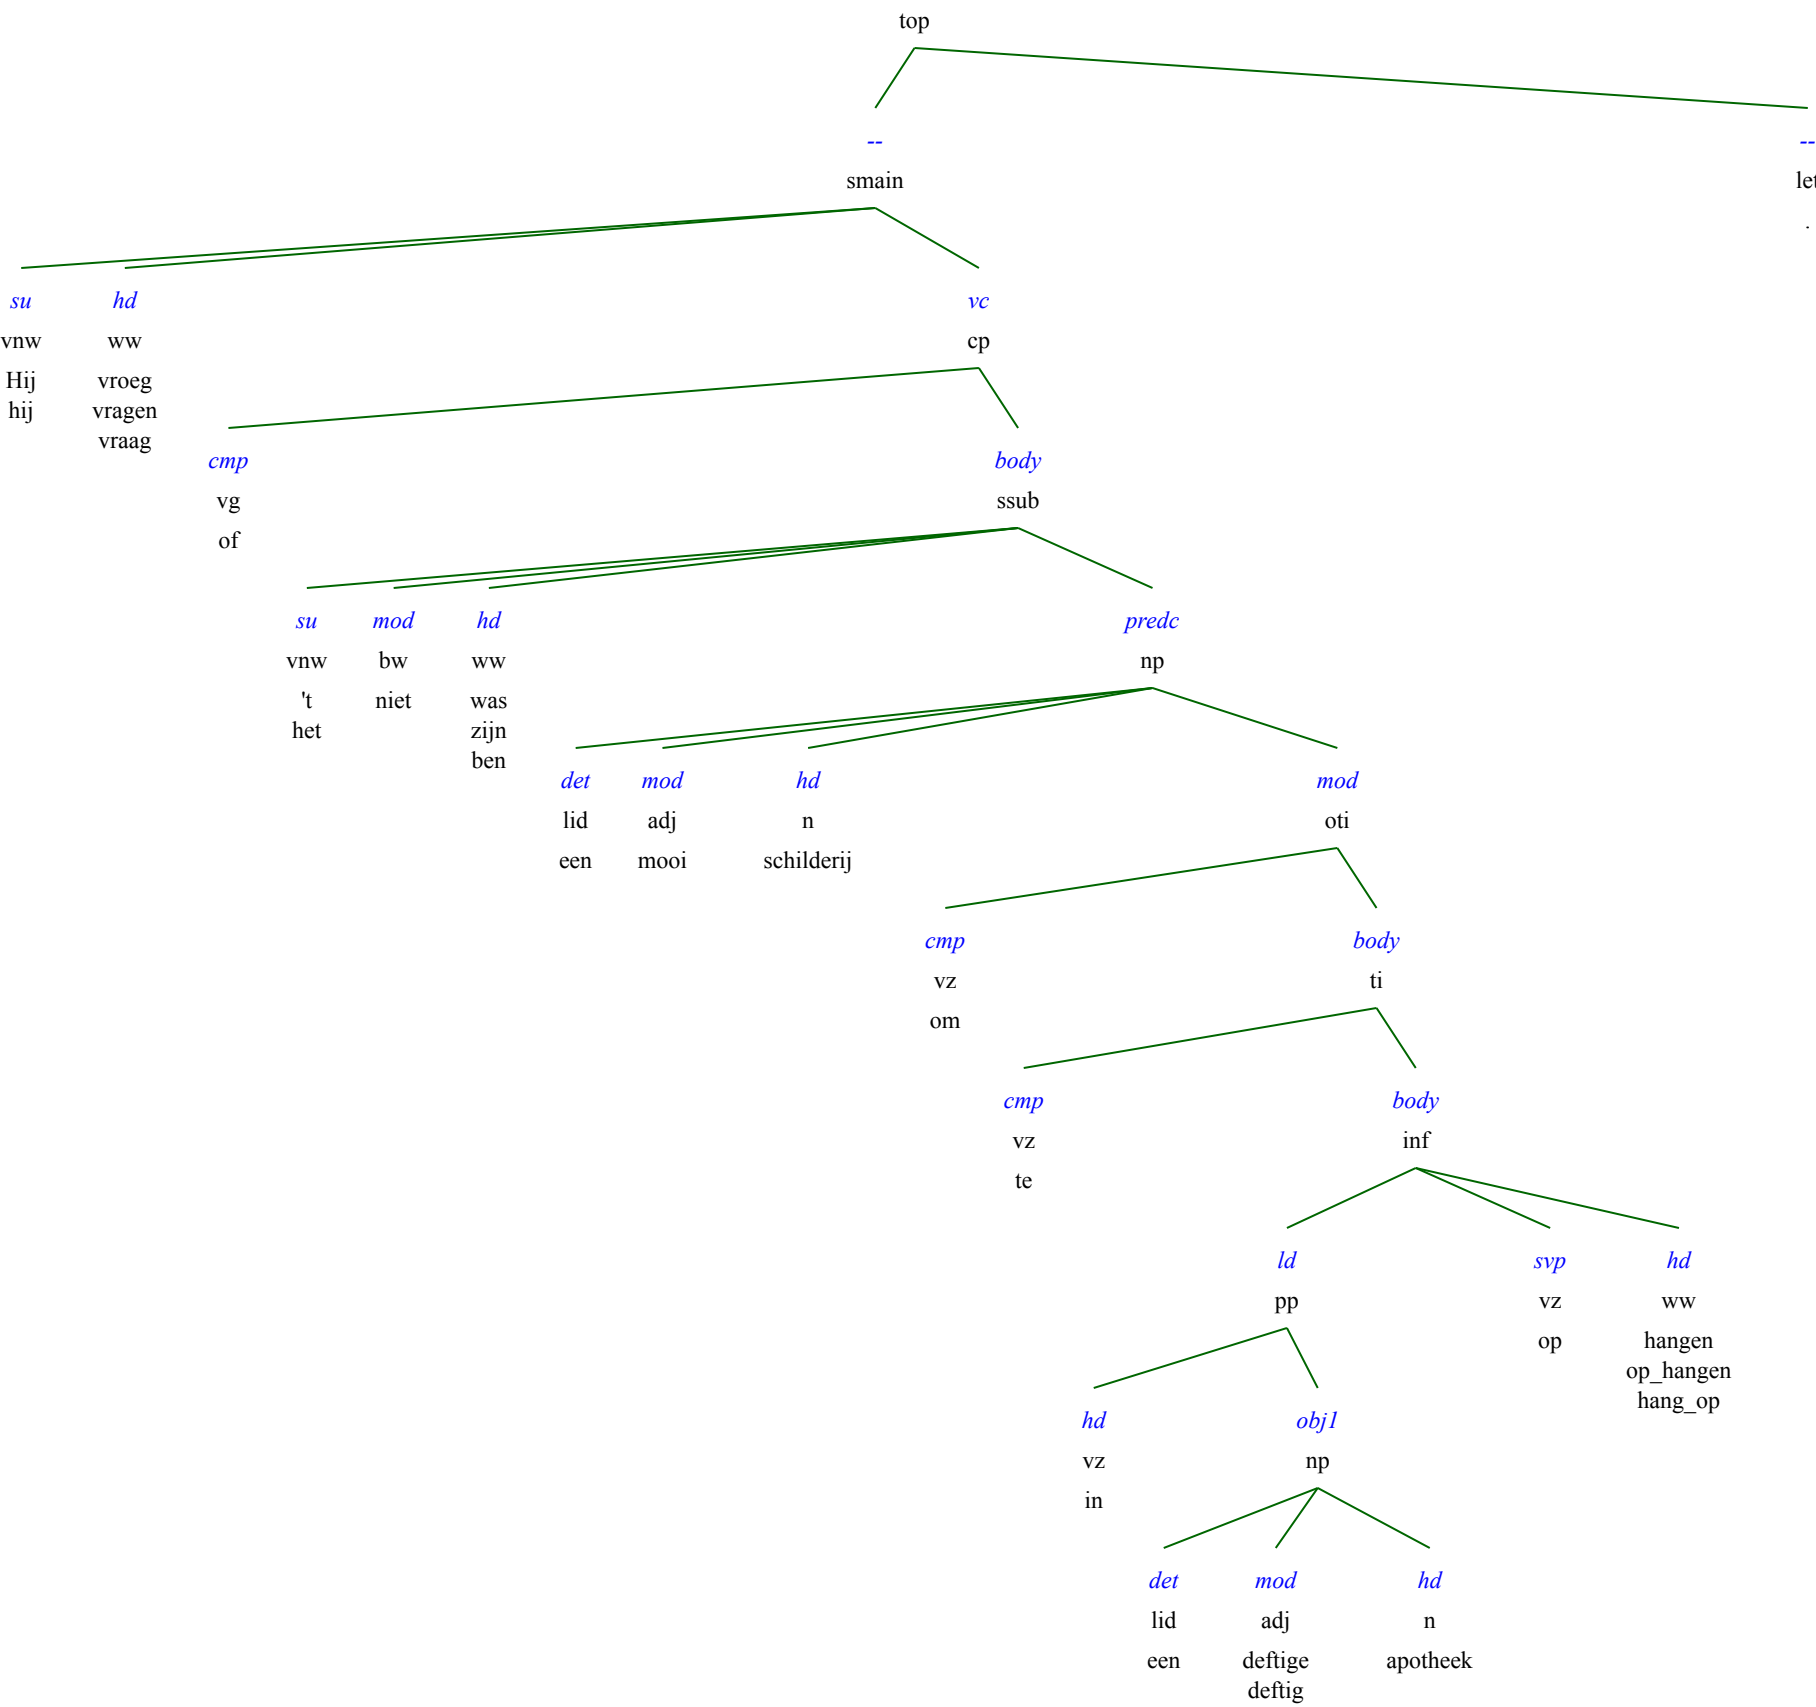 top
-- --
smain let
.
su hd vc
vnw ww cp
Hij vroeg
hij vragen
vraag
cmp body
vg ssub
of
su mod hd predc
vnw bw ww np
't niet was
het zijn
ben
det mod hd mod
lid adj n oti
een mooi schilderij
cmp body
vz ti
om
cmp body
vz inf
te
ld svp hd
pp vz ww
op hangen
op_hangen
hang_op
hd obj1
vz np
in
det mod hd
lid adj n
een deftige apotheek
deftig